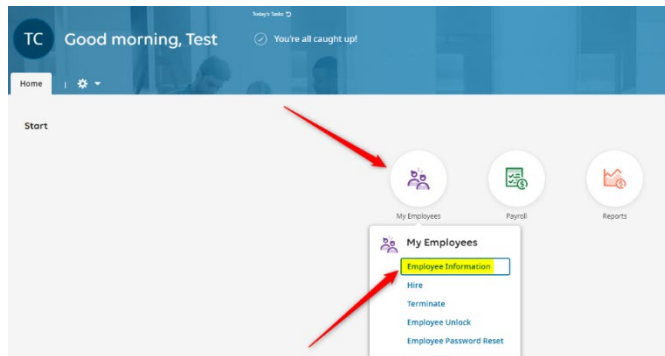 Today's Tasks
TC
Good morning, Test
You're all caught up!
Home
Start
My Employees
Payroll
Reports
My Employees
Employee Information
Hire
Terminate
Employee Unlock
Employee Password Reset